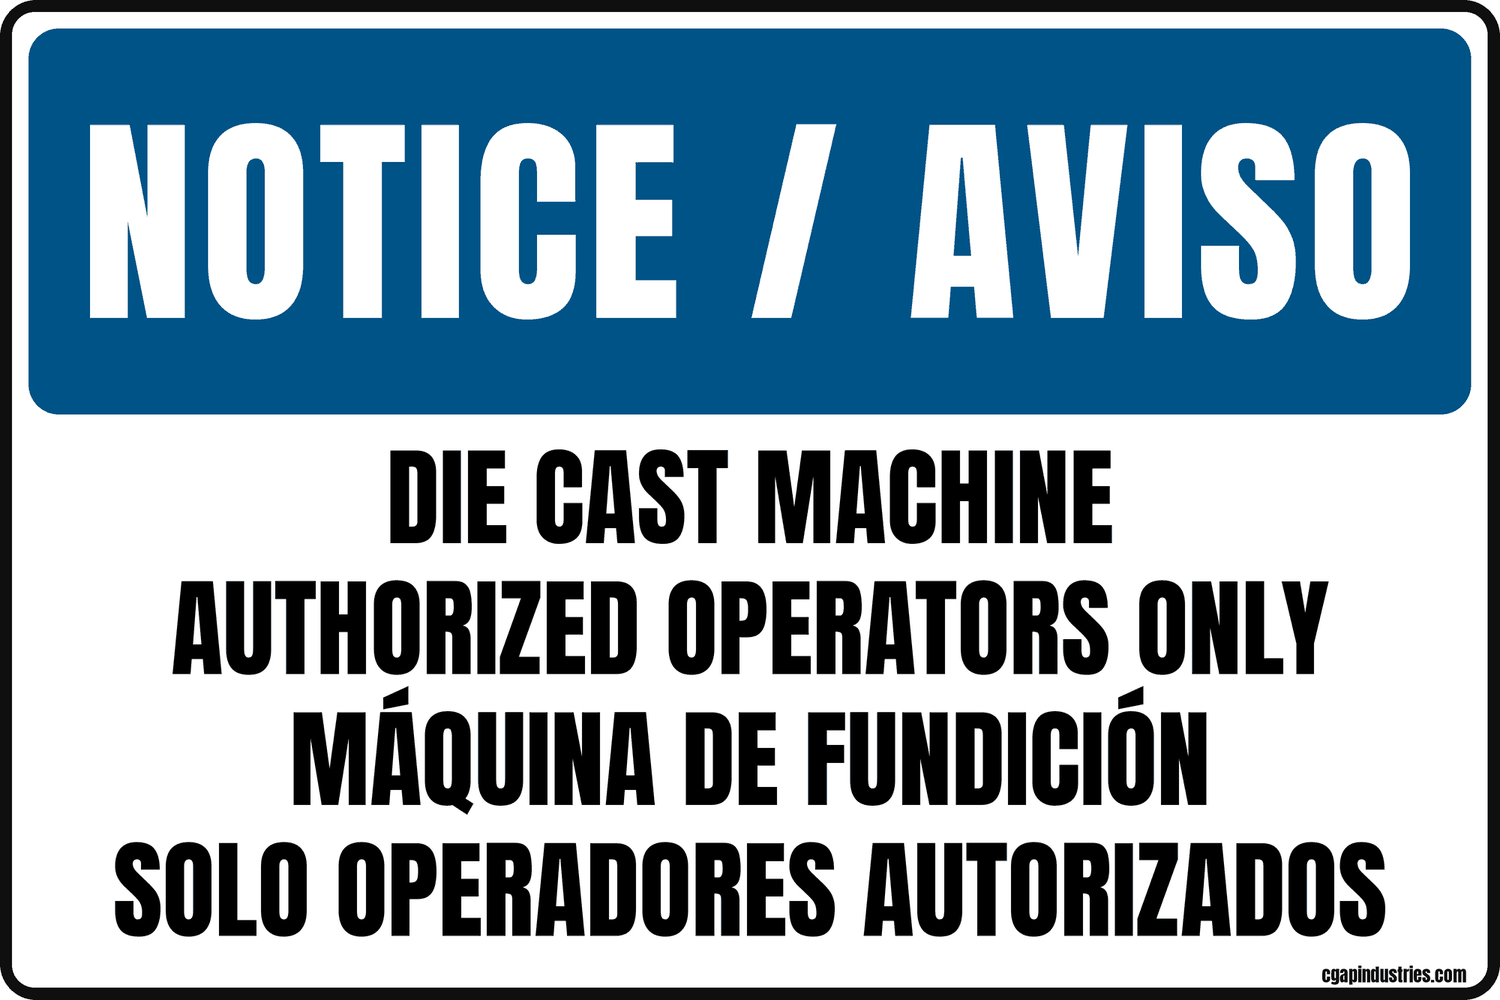 NOTICE / AVISO
DIE CAST MACHINE
AUTHORIZED OPERATORS ONLY
MÁQUINA DE FUNDICIÓN
SOLO OPERADORES AUTORIZADOS
cgapindustries.com